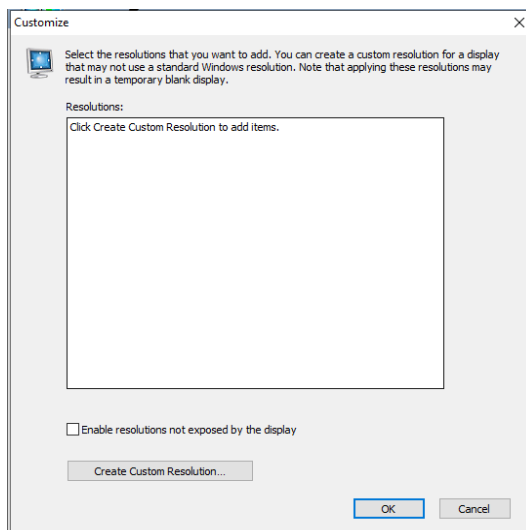 Customize
Select the resolutions that you want to add. You can create a custom resolution for a display
that may not use a standard Windows resolution. Note that applying these resolutions may
result in a temporary blank display.
Resolutions:
Click Create Custom Resolution to add items.
Enable resolutions not exposed by the display
Create Custom Resolution...
OK
Cancel